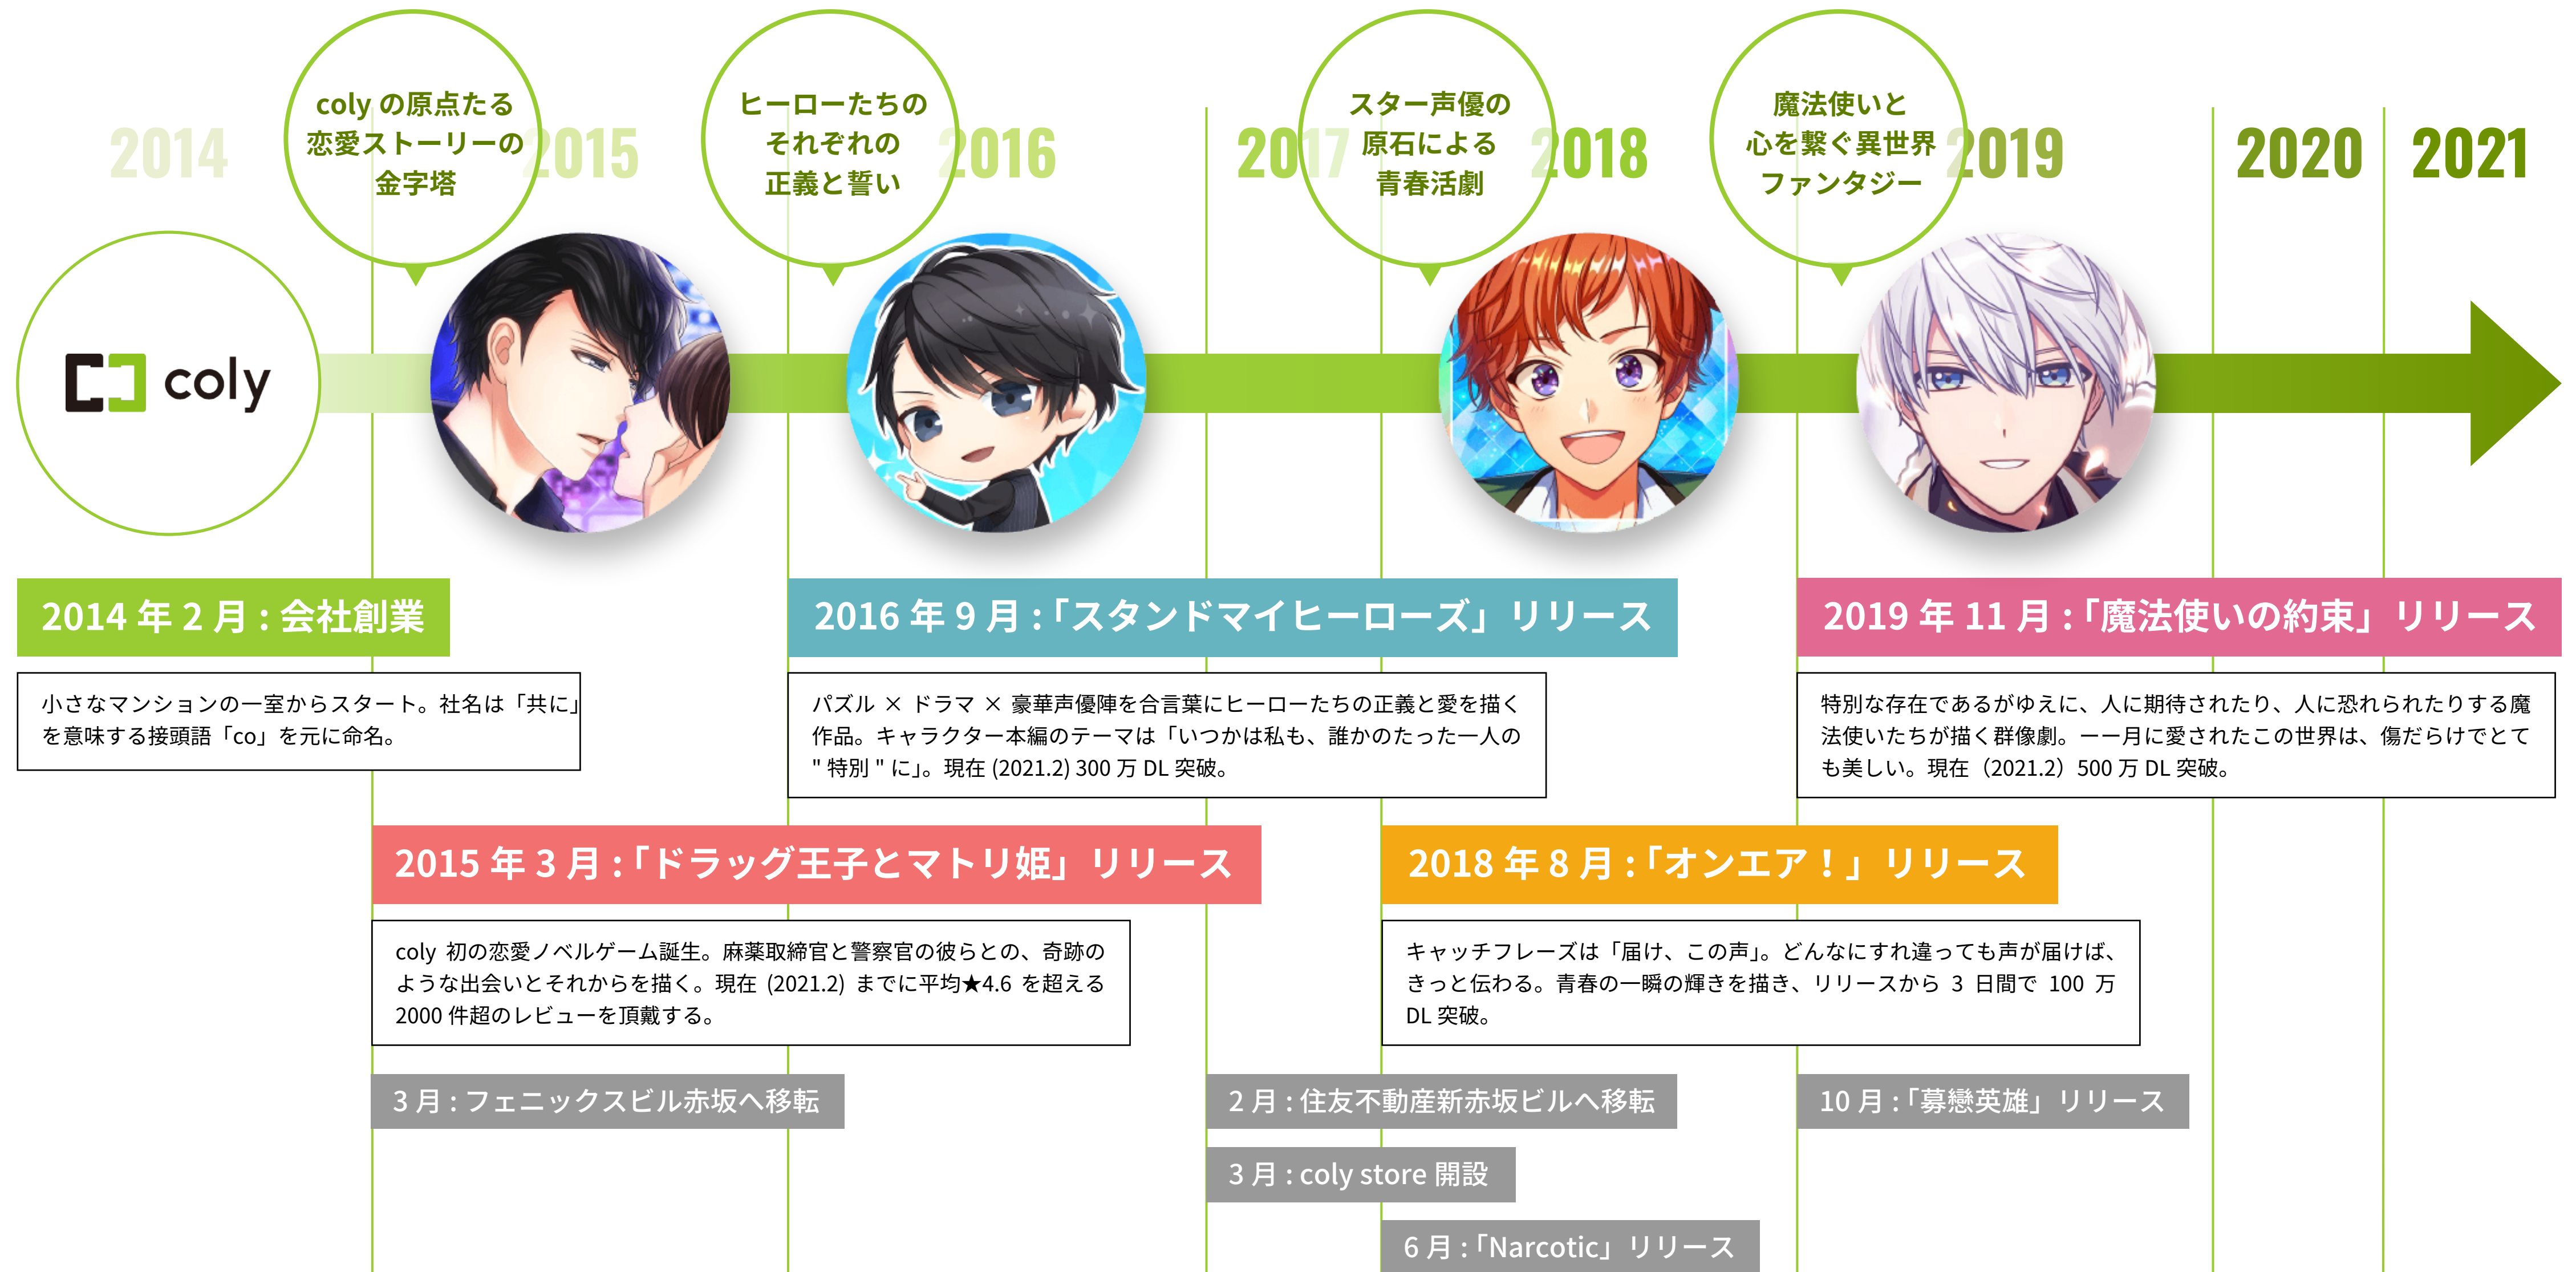 coly の原点たる
恋愛ストーリーの
金字塔
ヒーローたちの
それぞれの
正義と誓い
スター声優の
原石による
青春活劇
魔法使いと
心を繋ぐ異世界
ファンタジー
2014
2015
2016
2017
2018
2019
2020
2021
coly
2014 年 2 月 : 会社創業
小さなマンションの一室からスタート。社名は「共に」
を意味する接頭語「co」を元に命名。
2016 年 9 月 :「スタンドマイヒーローズ」リリース
パズル × ドラマ × 豪華声優陣を合言葉にヒーローたちの正義と愛を描く
作品。キャラクター本編のテーマは「いつかは私も、誰かのたった一人の
" 特別 " に」。現在 (2021.2) 300 万 DL 突破。
2019 年 11 月 :「魔法使いの約束」リリース
特別な存在であるがゆえに、人に期待されたり、人に恐れられたりする魔
法使いたちが描く群像劇。ーー月に愛されたこの世界は、傷だらけでとて
も美しい。現在（2021.2）500 万 DL 突破。
2015 年 3 月 :「ドラッグ王子とマトリ姫」リリース
coly 初の恋愛ノベルゲーム誕生。麻薬取締官と警察官の彼らとの、奇跡の
ような出会いとそれからを描く。現在 (2021.2) までに平均★4.6 を超える
2000 件超のレビューを頂戴する。
2018 年 8 月 :「オンエア！」リリース
キャッチフレーズは「届け、この声」。どんなにすれ違っても声が届けば、
きっと伝わる。青春の一瞬の輝きを描き、リリースから 3 日間で 100 万
DL 突破。
3 月 : フェニックスビル赤坂へ移転
2 月 : 住友不動産新赤坂ビルへ移転
10 月 :「募戀英雄」リリース
3 月 : coly store 開設
6 月 :「Narcotic」リリース